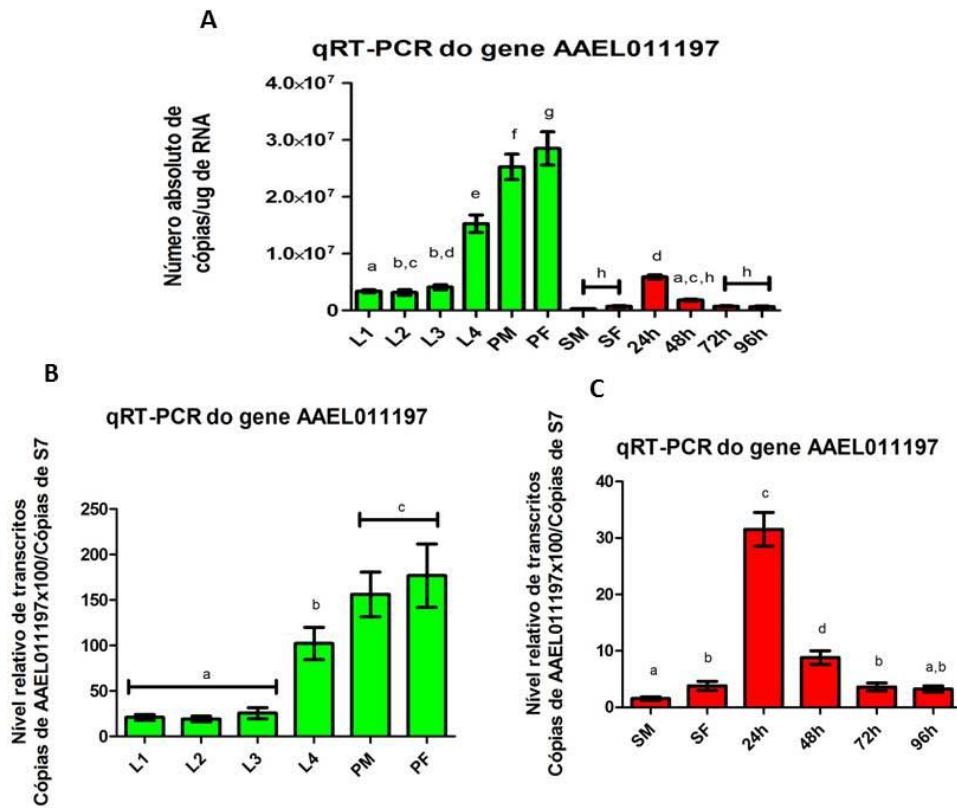 A
qRT-PCR do gene AAEL011197
Número absoluto de
cópias/ug de RNA
4.0×10⁷
3.0×10⁷
2.0×10⁷
1.0×10⁷
0
a
b,c
b,d
e
f
g
h
d
a,c,h
h
L1 L2 L3 L4 PM PF SM SF 24h 48h 72h 96h
B
qRT-PCR do gene AAEL011197
Nivel relativo de transcritos
Cópias de AAEL011197x100/Cópias de S7
250
200
150
100
50
0
a
b
c
L1 L2 L3 L4 PM PF
C
qRT-PCR do gene AAEL011197
Nivel relativo de transcritos
Cópias de AAEL011197x100/Cópias de S7
40
30
20
10
0
a
b
c
d
b
a,b
SM SF 24h 48h 72h 96h